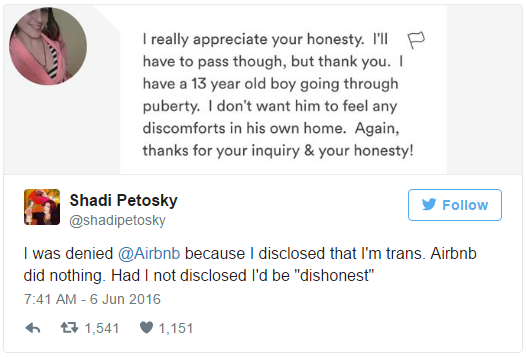 I really appreciate your honesty.  I'll
have to pass though, but thank you.  I
have a 13 year old boy going through
puberty.  I don't want him to feel any
discomforts in his own home.  Again,
thanks for your inquiry & your honesty!
Shadi Petosky
@shadipetosky
Follow
I was denied @Airbnb because I disclosed that I'm trans. Airbnb
did nothing. Had I not disclosed I'd be "dishonest"
7:41 AM - 6 Jun 2016
1,541 1,151